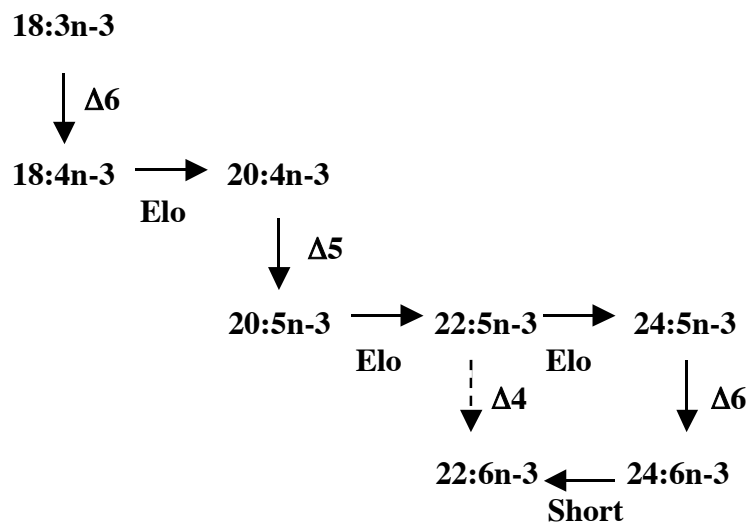 18:3n-3
Δ6
18:4n-3 20:4n-3
Elo
Δ5
20:5n-3 22:5n-3 24:5n-3
Elo Elo
Δ4 Δ6
22:6n-3 24:6n-3
Short